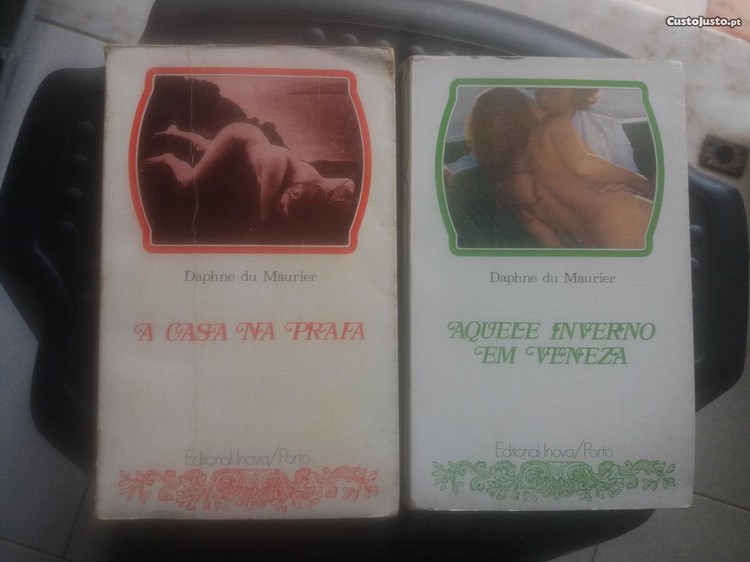 CustoJusto.pt
Daphne du Maurier
A CASA NA PRAIA
Editorial Inova/Porto
Daphne du Maurier
AQUELE INVERNO
EM VENEZA
Editorial Inova/Porto